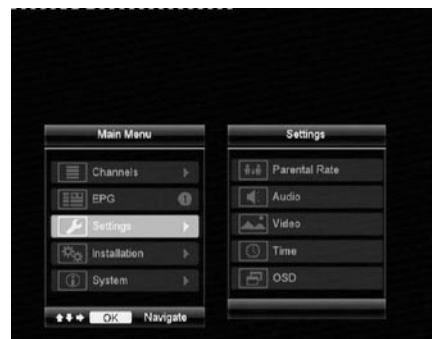 Main Menu
Channels
EPG
Settings
Installation
System
OK Navigate
Settings
Parental Rate
Audio
Video
Time
OSD